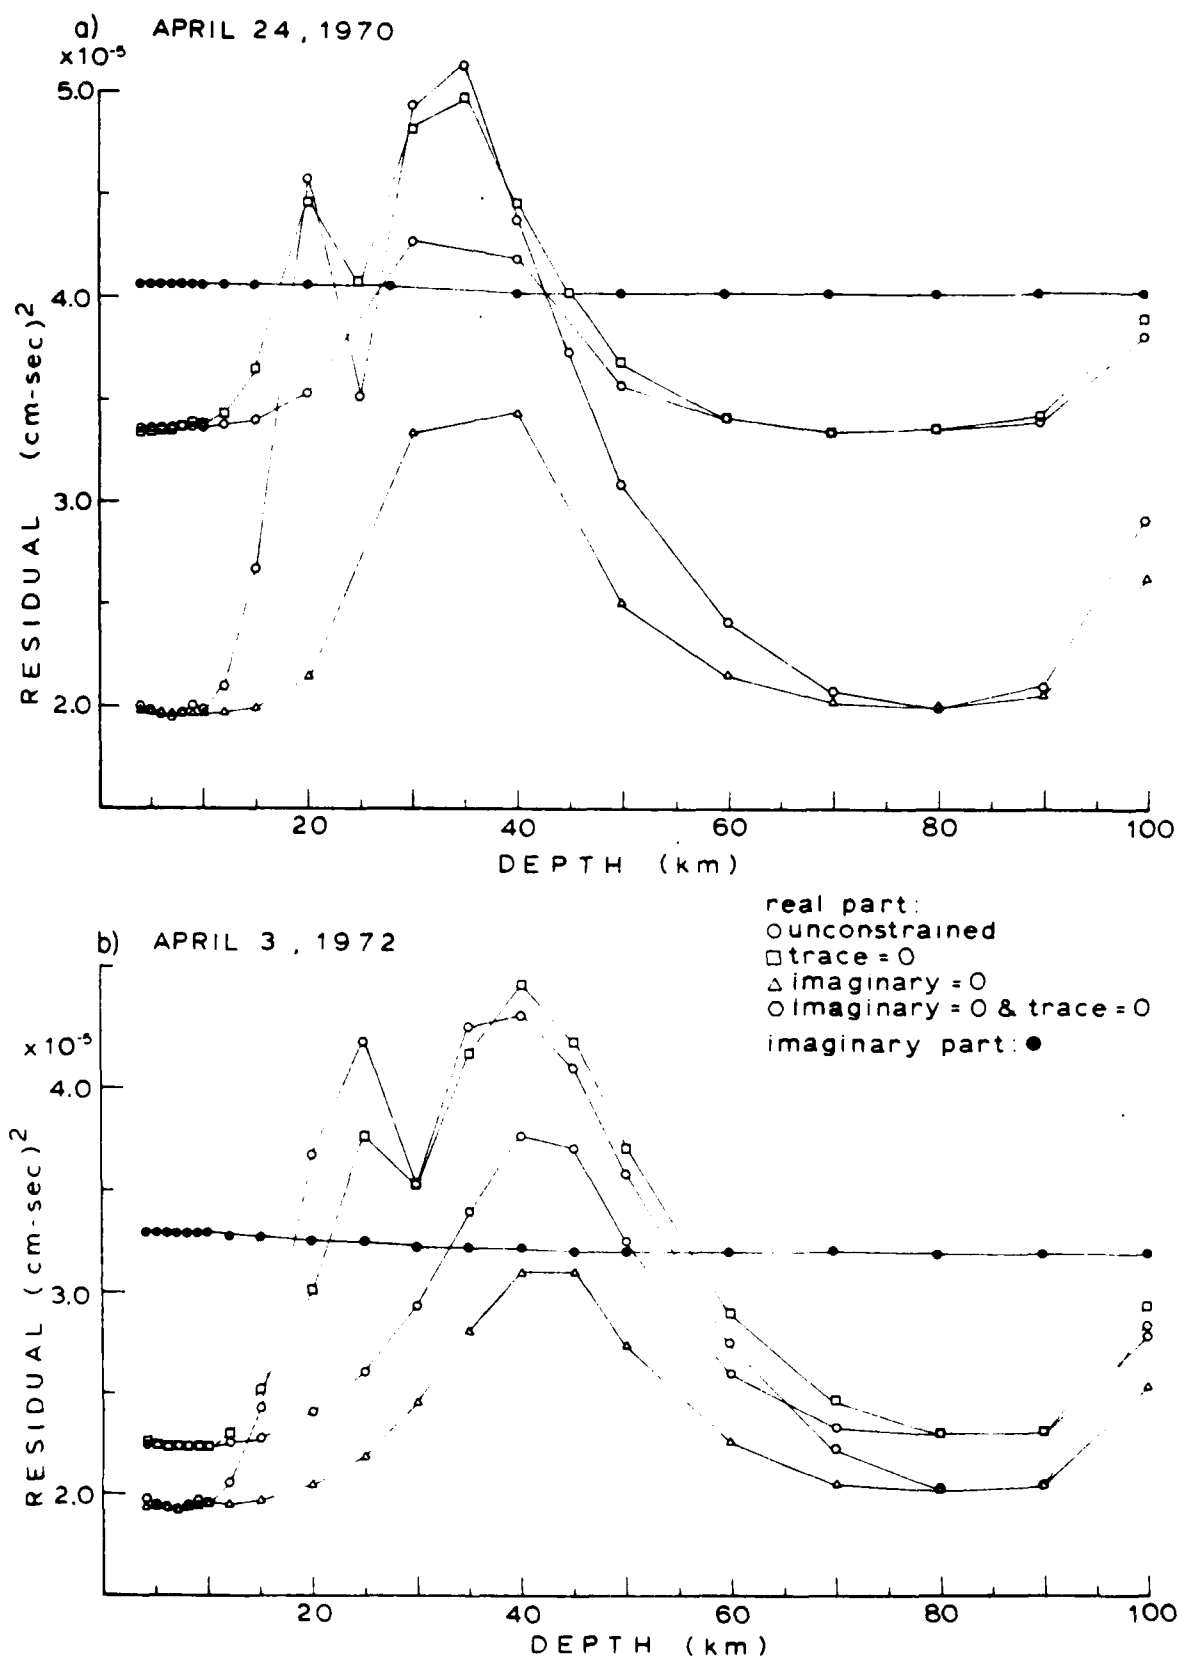 a) APRIL 24, 1970
x10⁻⁵
5.0
4.0
3.0
2.0
RESIDUAL (cm-sec)²
20 40 60 80 100
DEPTH (km)
real part:
○ unconstrained
□ trace = 0
△ imaginary = 0
○ imaginary = 0 & trace = 0
imaginary part: ●
b) APRIL 3, 1972
x10⁻⁵
4.0
3.0
2.0
RESIDUAL (cm-sec)²
20 40 60 80 100
DEPTH (km)